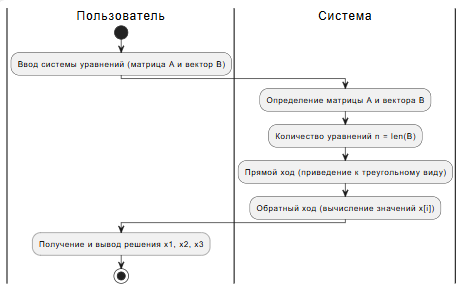 Пользователь
Система
Ввод системы уравнений (матрица A и вектор B)
Определение матрицы A и вектора B
Количество уравнений n = len(B)
Прямой ход (приведение к треугольному виду)
Обратный ход (вычисление значений x[i])
Получение и вывод решения x1, x2, x3